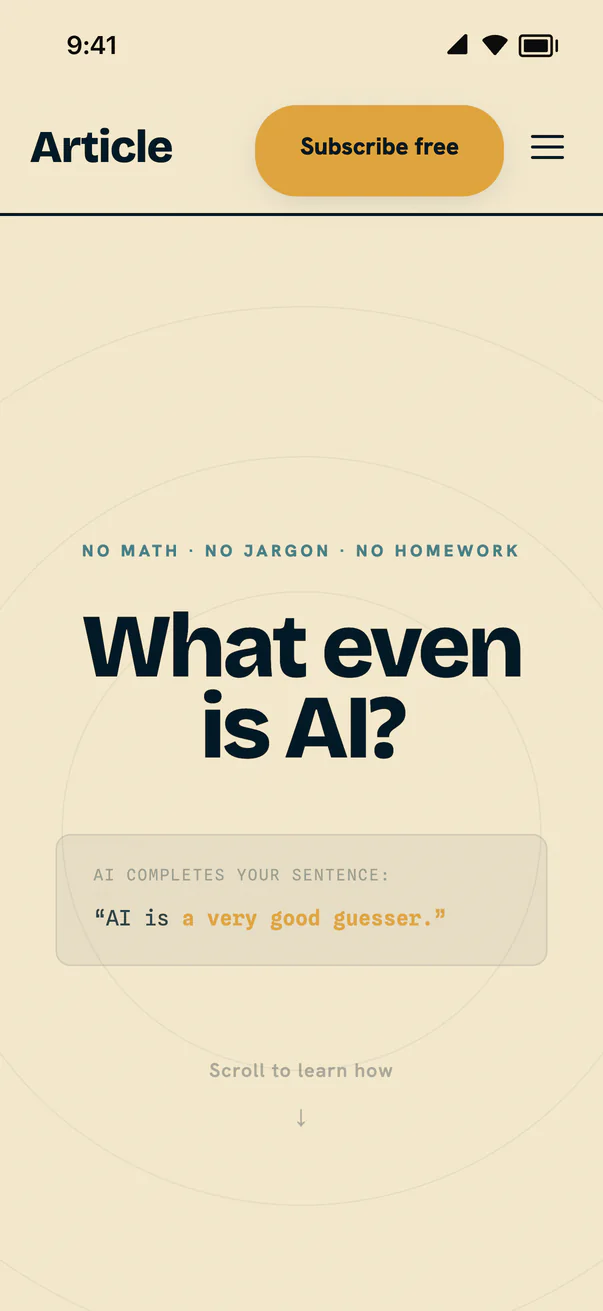 9:41
Article
Subscribe free
NO MATH · NO JARGON · NO HOMEWORK
What even
is AI?
AI COMPLETES YOUR SENTENCE:
“AI is a very good guesser.”
Scroll to learn how
↓